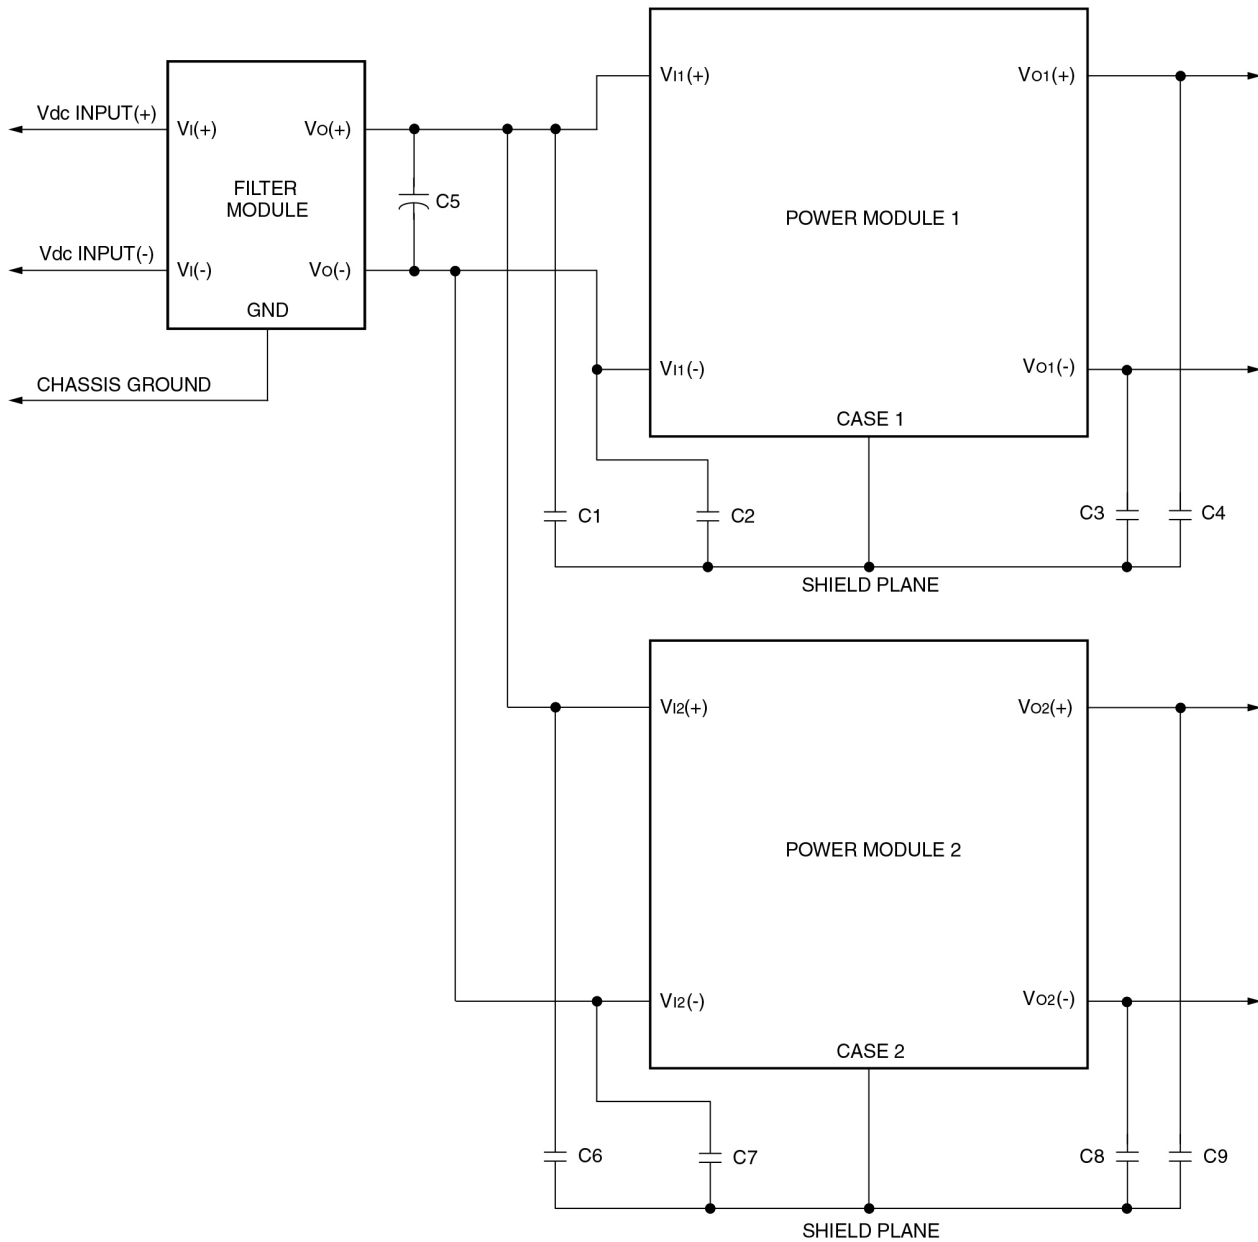 VI1(+)
VO1(+)
Vdc INPUT(+)
VI(+)
VO(+)
FILTER
MODULE
C5
POWER MODULE 1
Vdc INPUT(-)
VI(-)
VO(-)
GND
CHASSIS GROUND
VI1(-)
VO1(-)
CASE 1
C1
C2
C3
C4
SHIELD PLANE
VI2(+)
VO2(+)
POWER MODULE 2
VI2(-)
VO2(-)
CASE 2
C6
C7
C8
C9
SHIELD PLANE